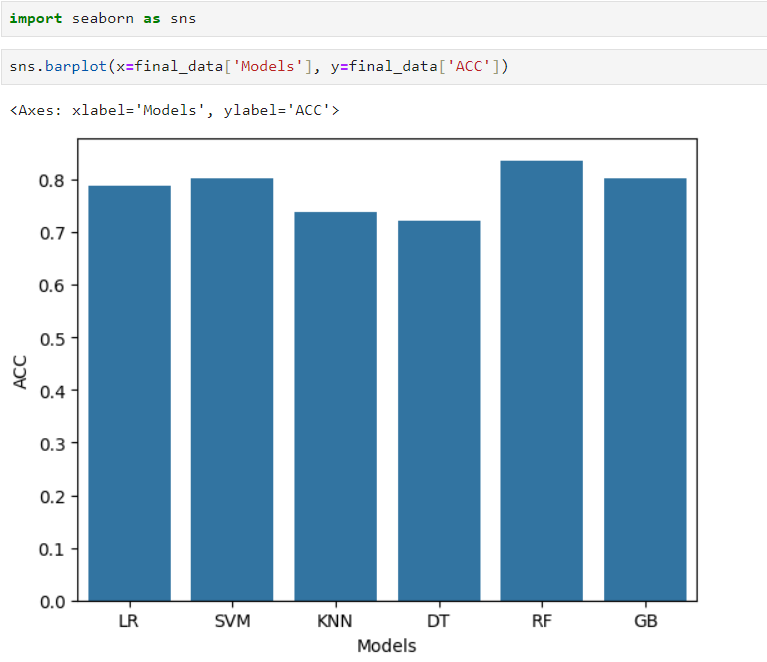 import seaborn as sns
sns.barplot(x=final_data['Models'], y=final_data['ACC'])
<Axes: xlabel='Models', ylabel='ACC'>
0.8
0.7
0.6
0.5
0.4
0.3
0.2
0.1
0.0
ACC
LR SVM KNN DT RF GB
Models